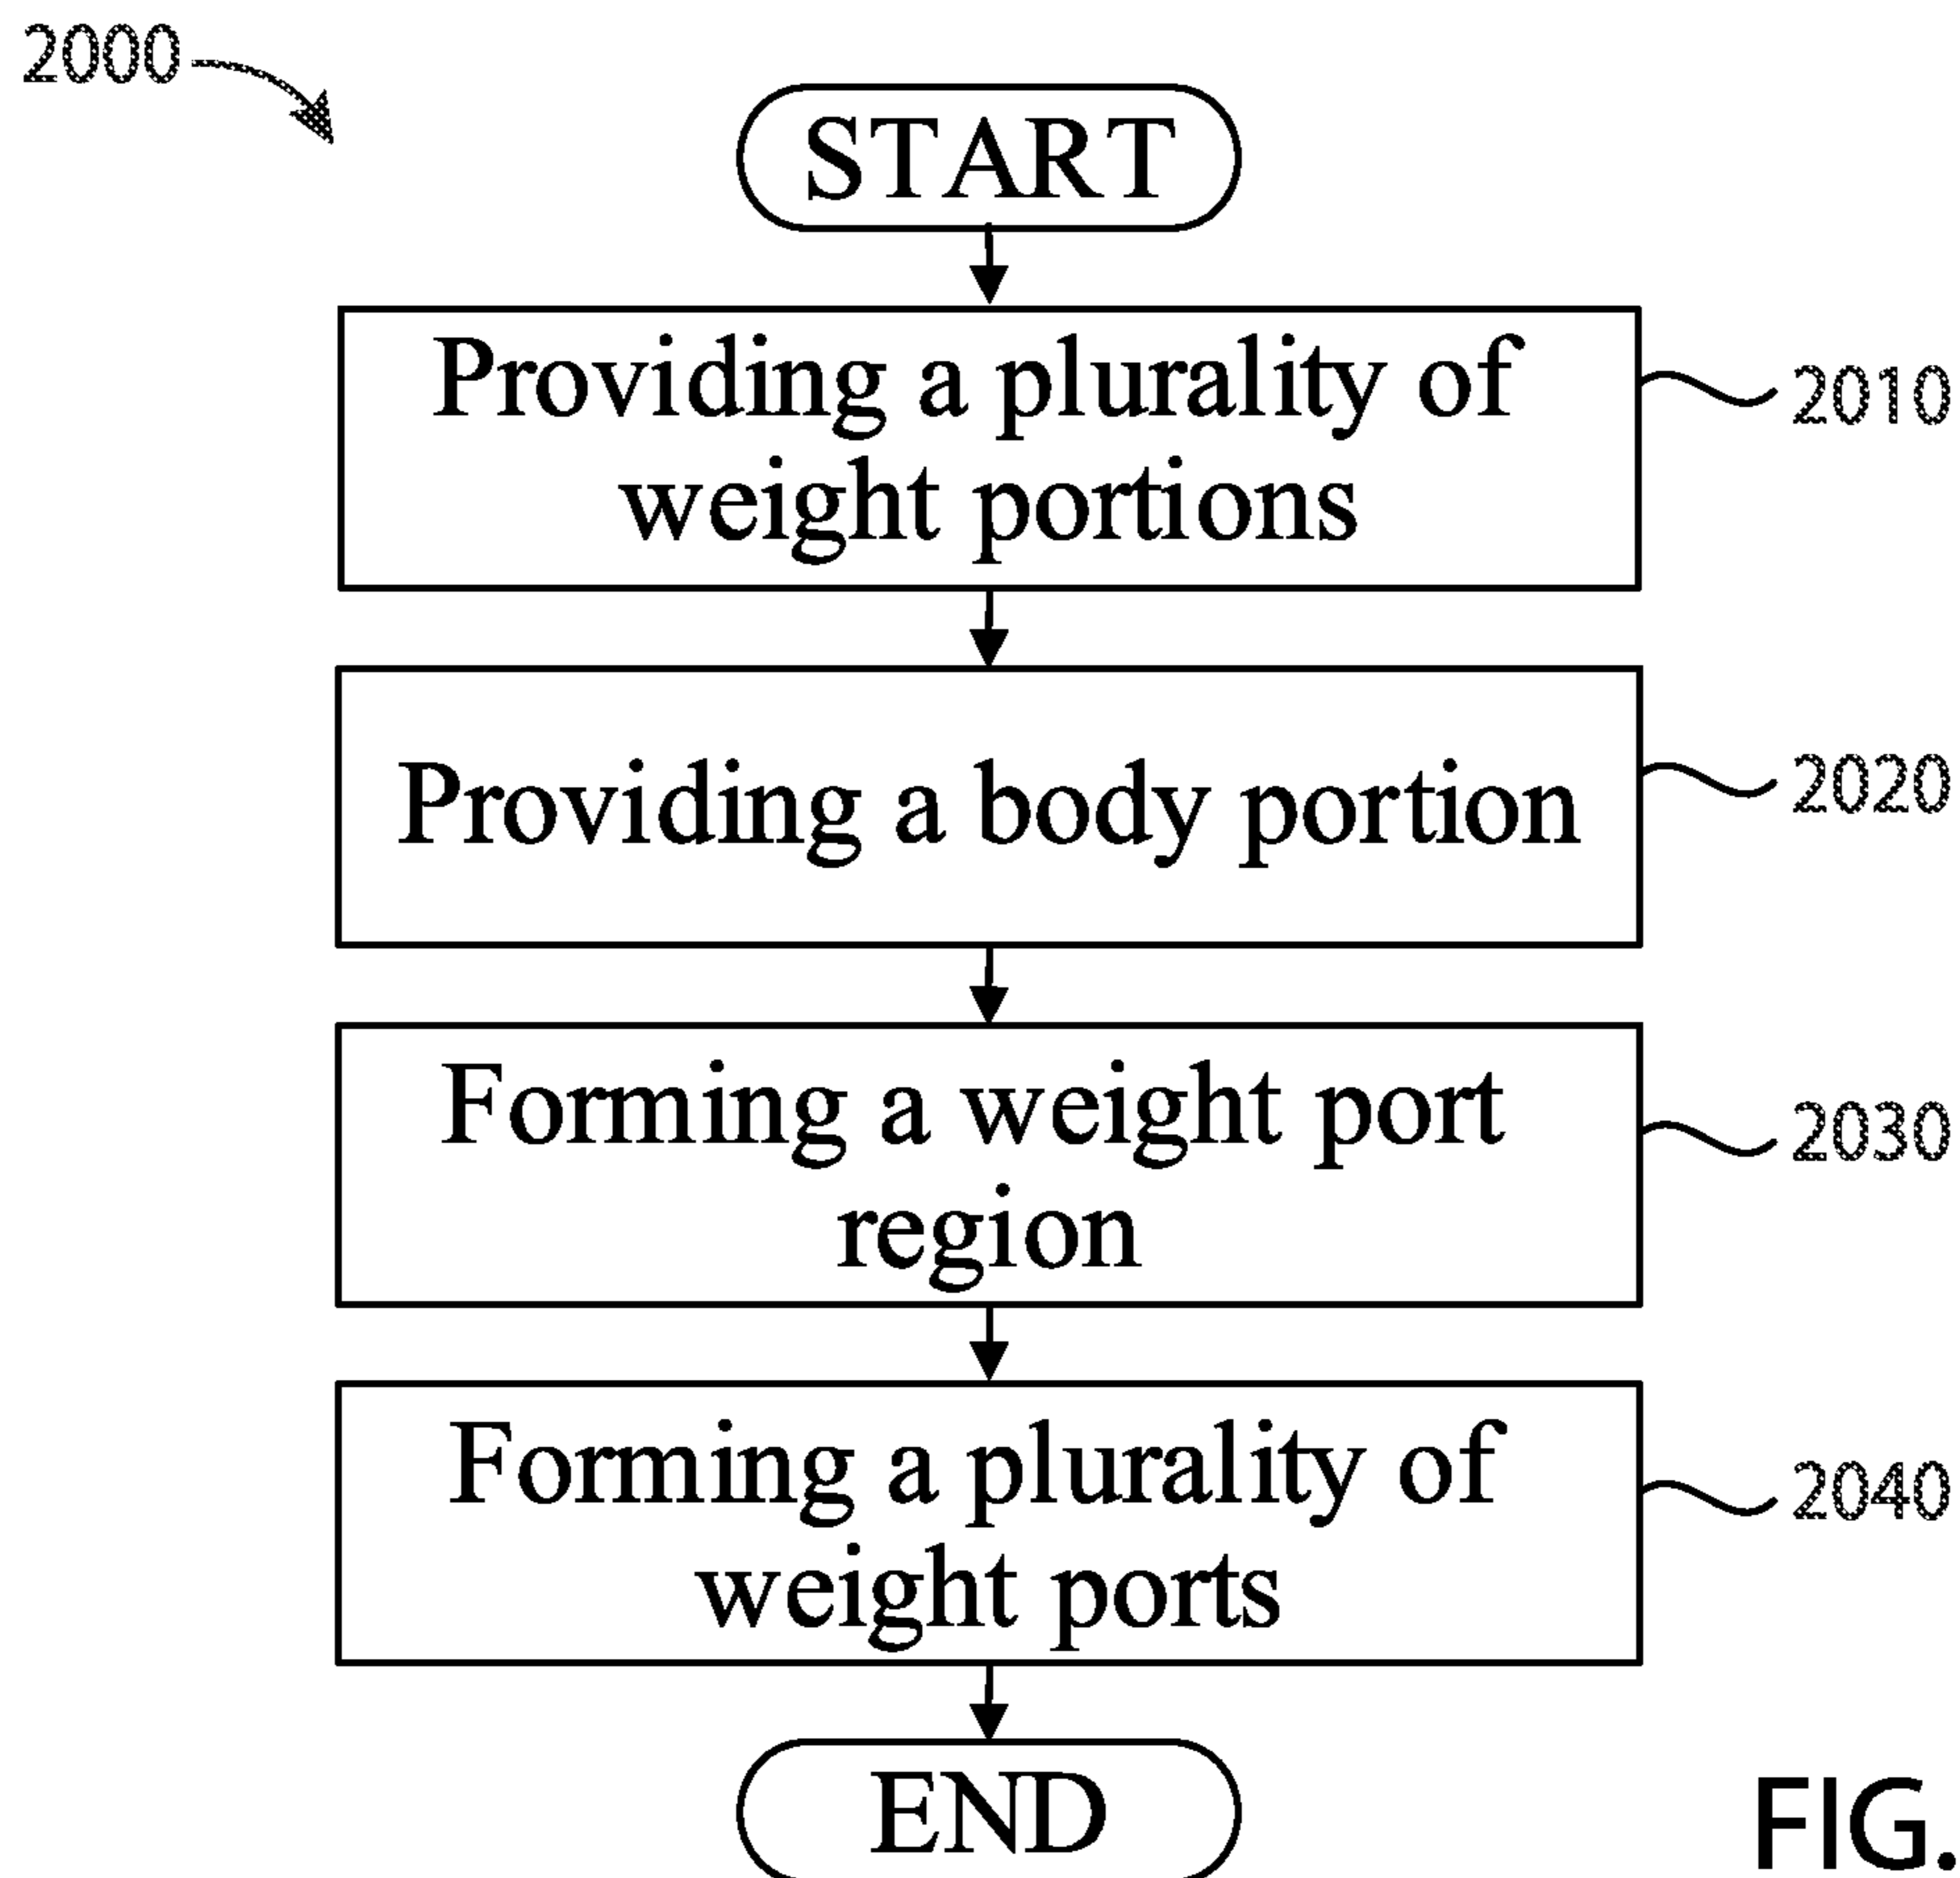 2000
START
Providing a plurality of
weight portions
2010
Providing a body portion
2020
Forming a weight port
region
2030
Forming a plurality of
weight ports
2040
END
FIG.